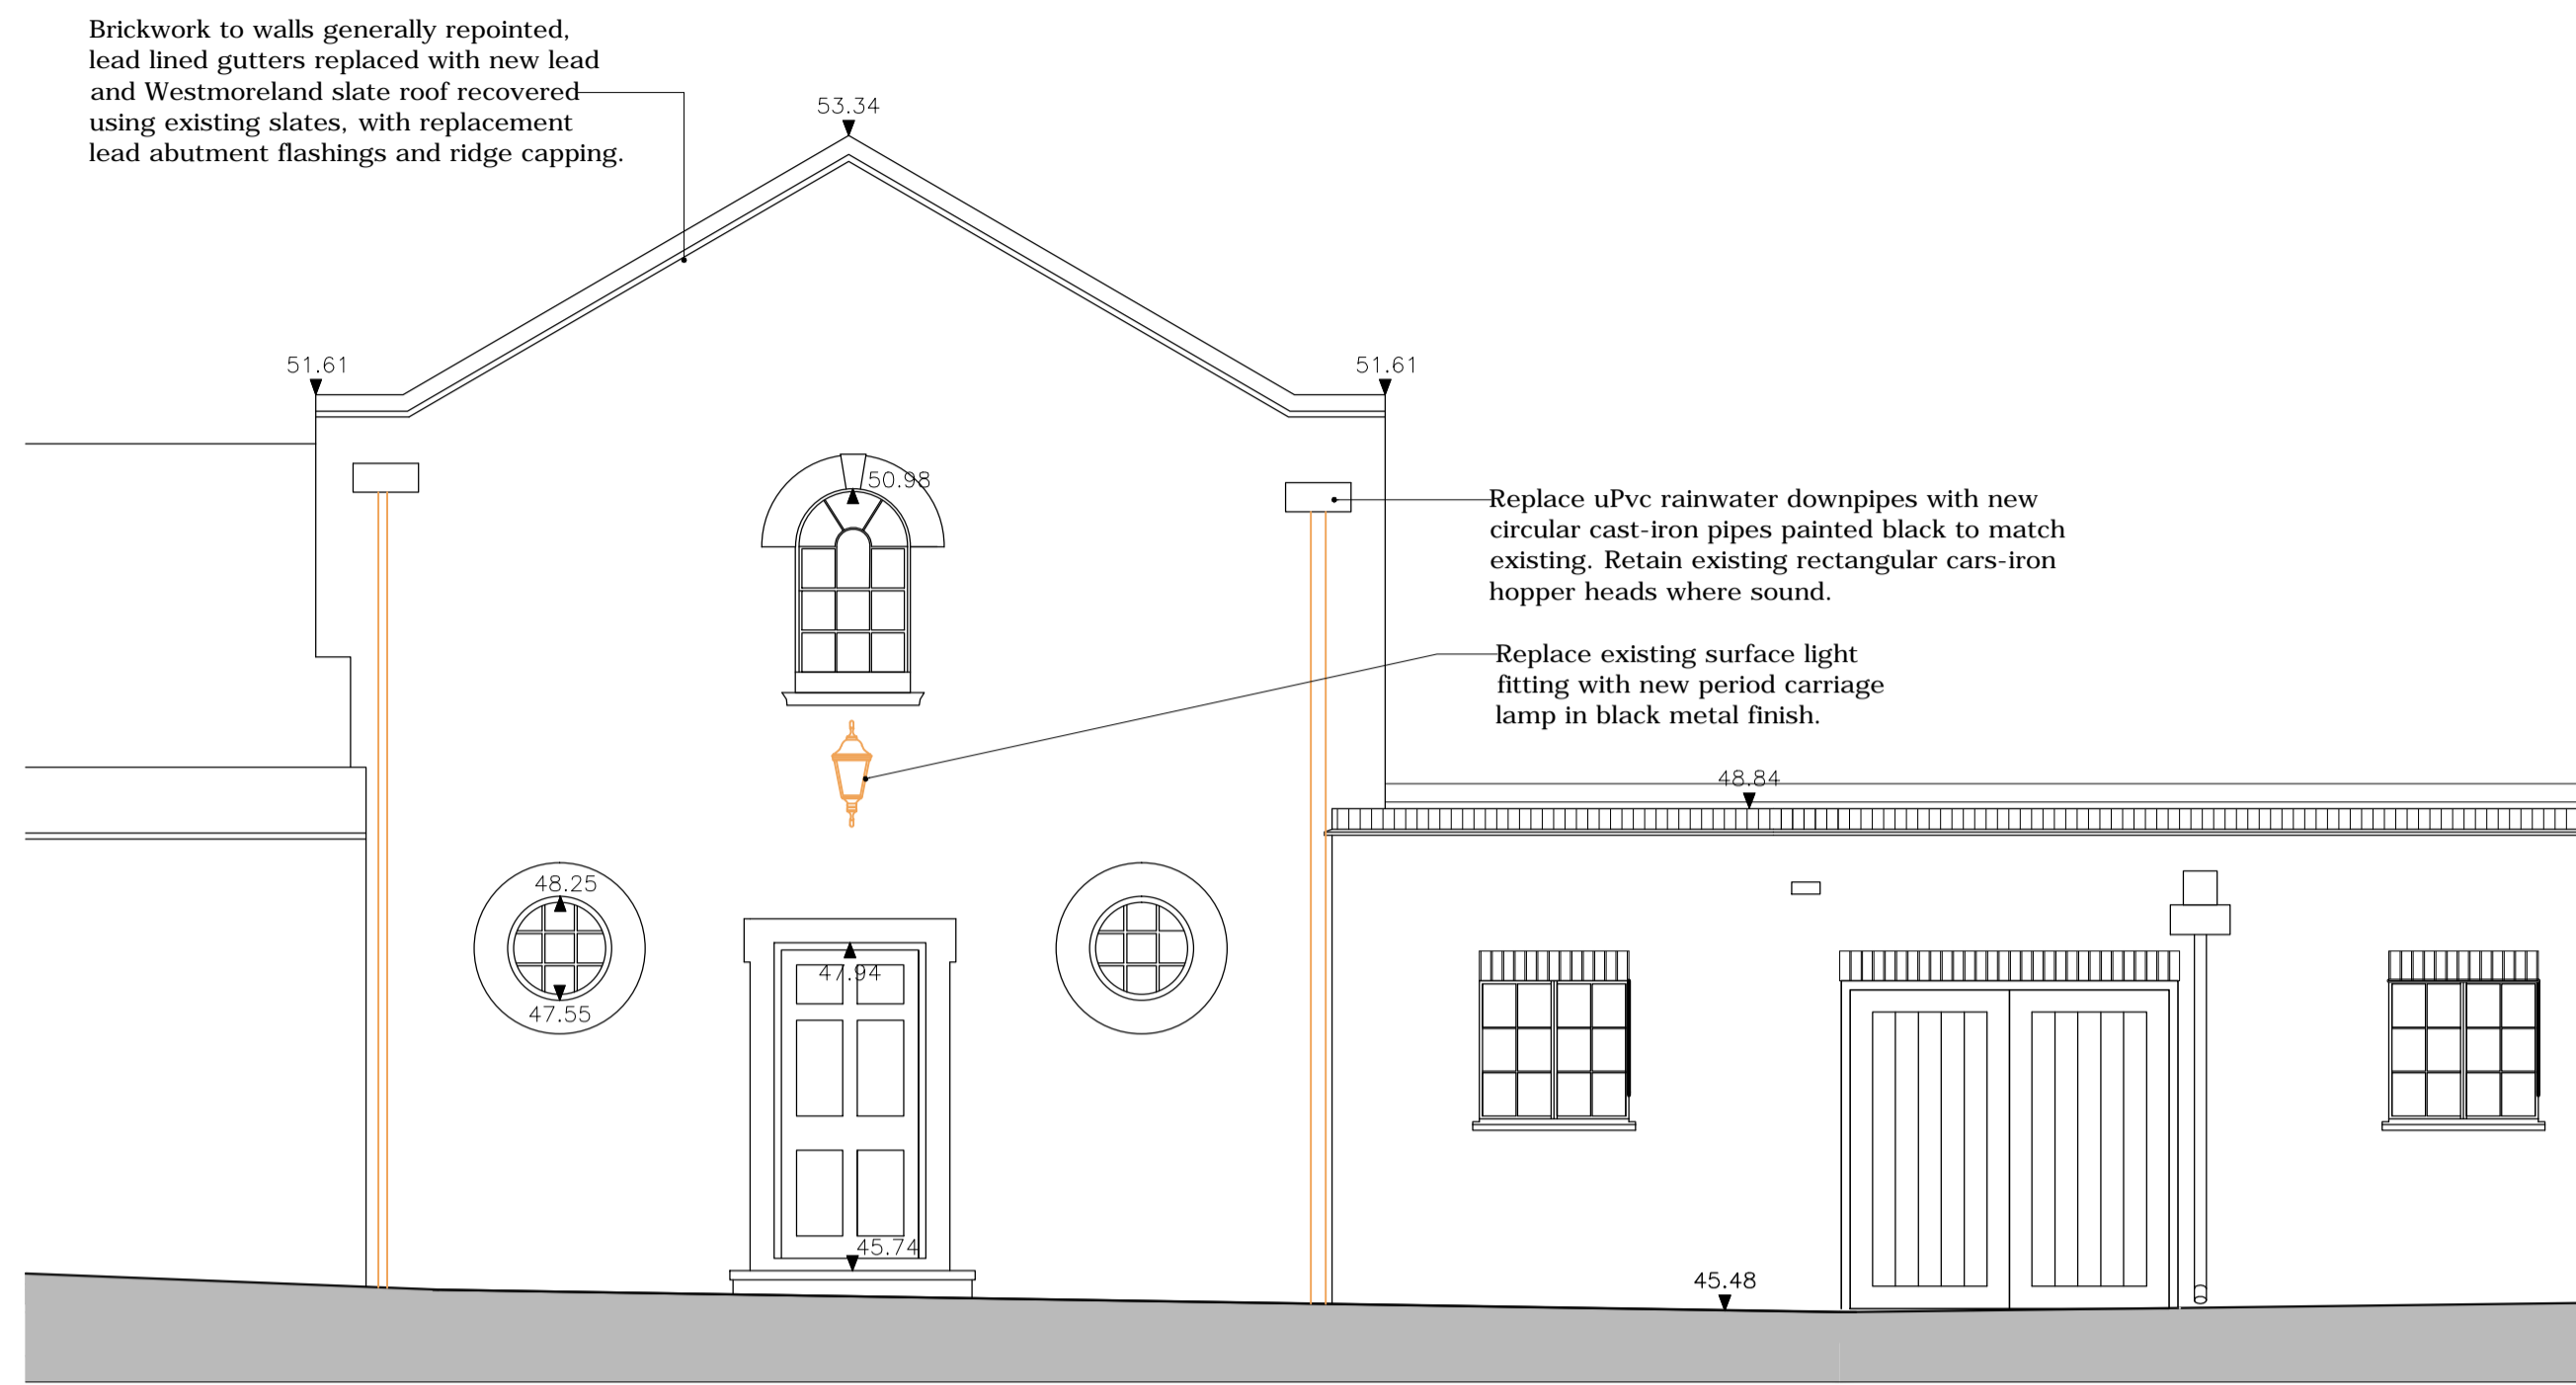 Brickwork to walls generally repointed,
lead lined gutters replaced with new lead
and Westmoreland slate roof recovered
using existing slates, with replacement
lead abutment flashings and ridge capping.
53.34
51.61
51.61
50.98
Replace uPvc rainwater downpipes with new
circular cast-iron pipes painted black to match
existing. Retain existing rectangular cars-iron
hopper heads where sound.
Replace existing surface light
fitting with new period carriage
lamp in black metal finish.
48.84
48.25
47.94
47.55
45.74
45.48